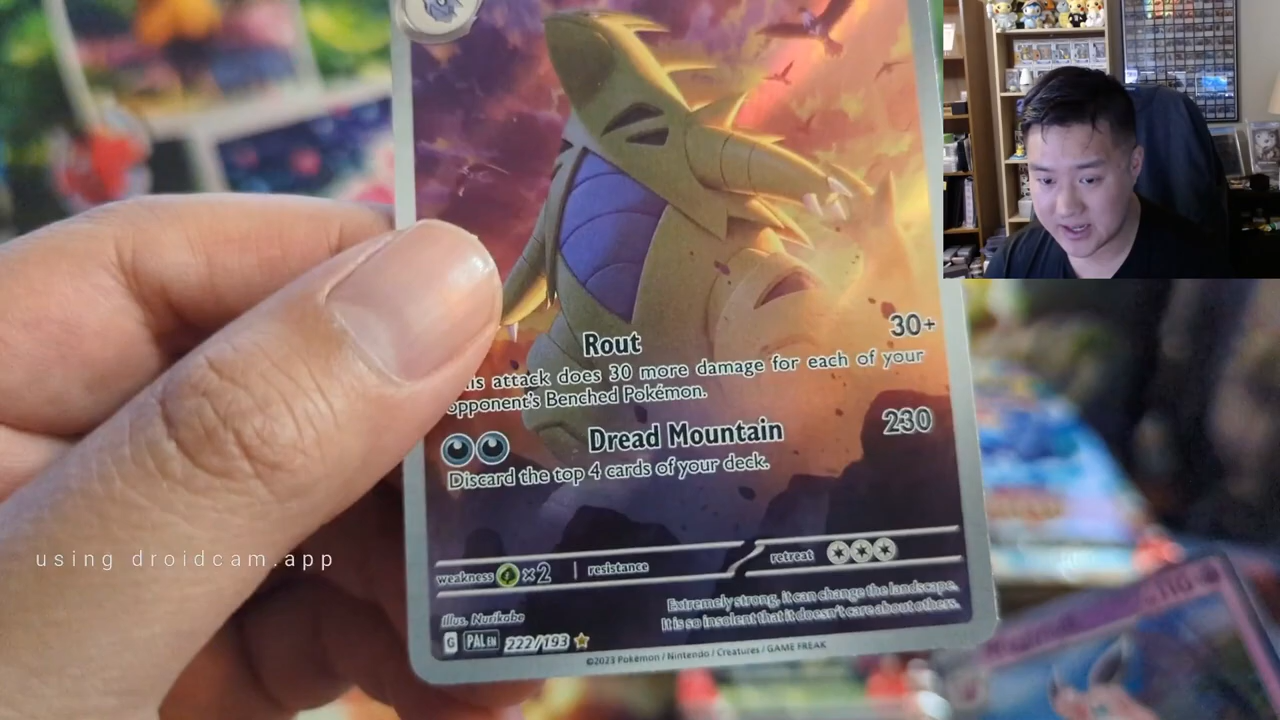 Rout
30+
attack does 30 more damage for each of your
opponent's Benched Pokémon.
Dread Mountain
230
Discard the top 4 cards of your deck.
using droidcam.app
weakness ×2 resistance
retreat
Extremely strong, it can change the landscape.
It is so insolent that it doesn't care about others.
Illus. Nurikabe
G PAL EN 222/193
©2023 Pokémon / Nintendo / Creatures / GAME FREAK
110